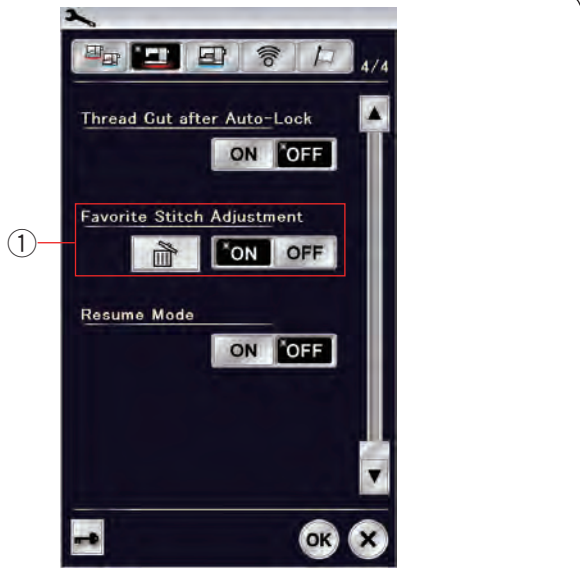 4/4
Thread Cut after Auto-Lock
ON OFF
Favorite Stitch Adjustment
①
ON OFF
Resume Mode
ON OFF
OK